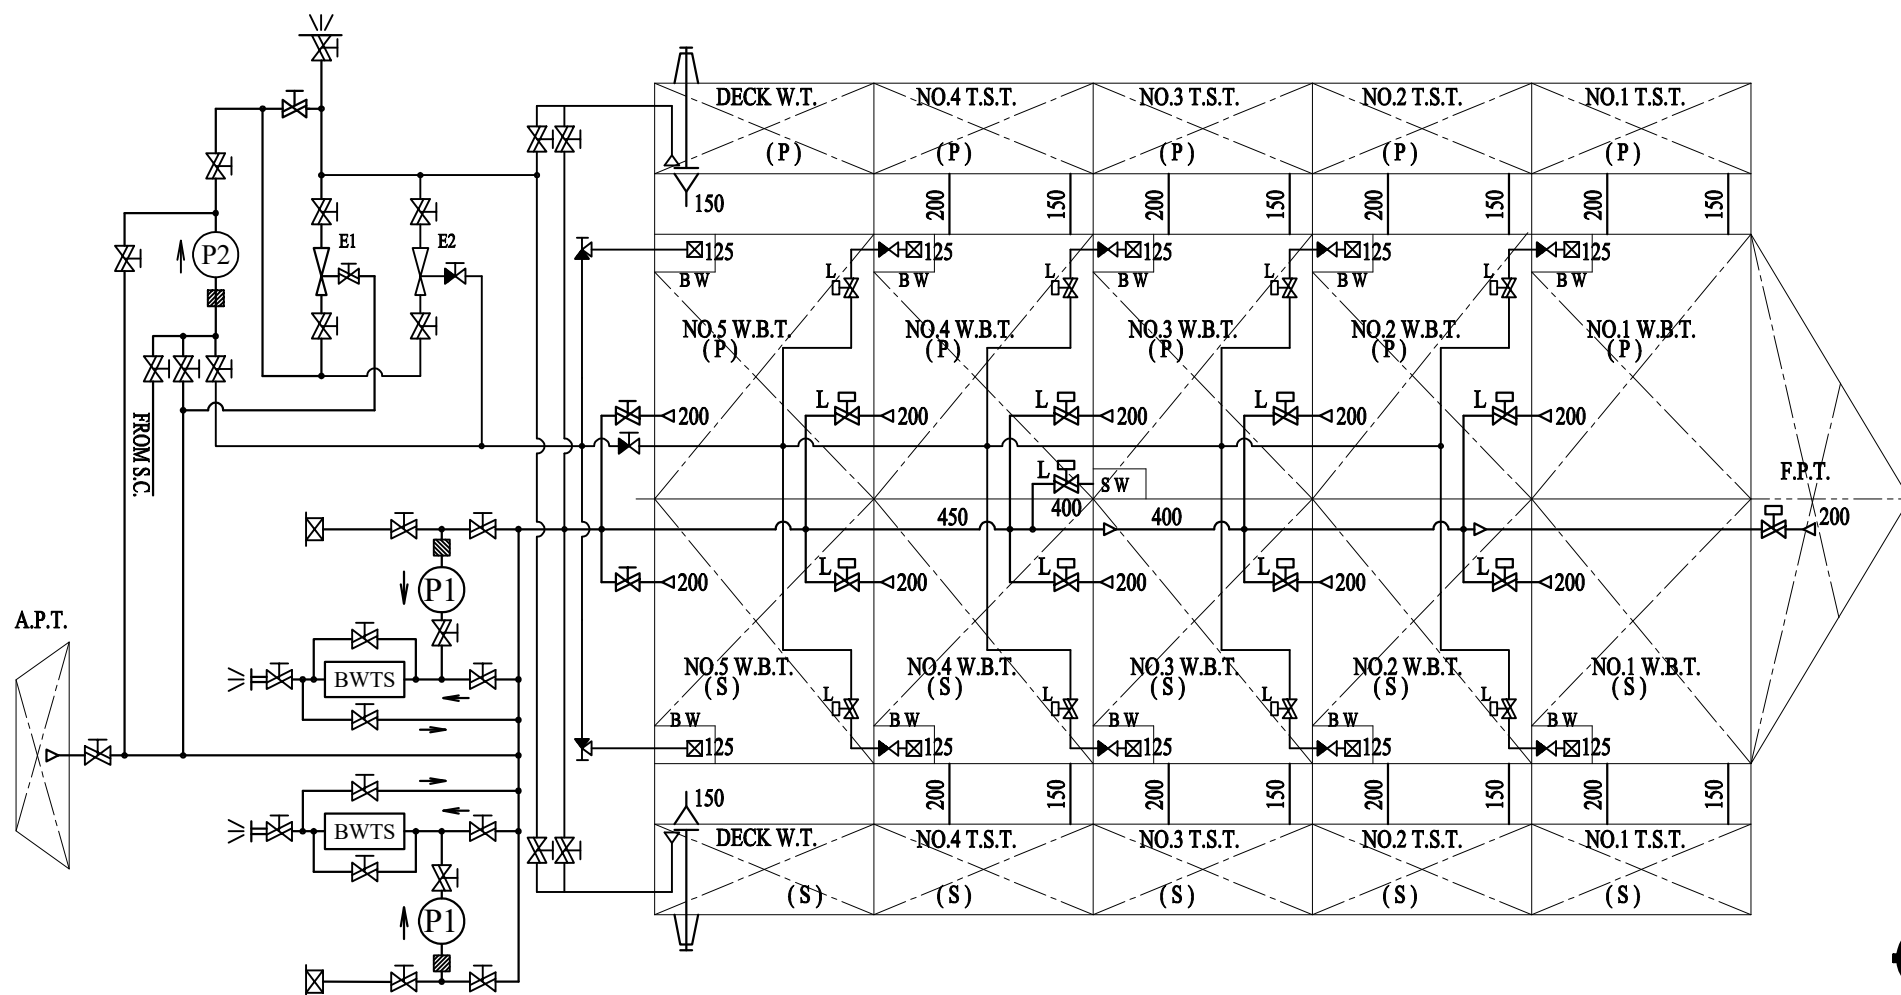 DECK W.T.
NO.4 T.S.T.
NO.3 T.S.T.
NO.2 T.S.T.
NO.1 T.S.T.
(P)
(P)
(P)
(P)
(P)
150
200
150
200
150
200
150
200
150
P2
E1
E2
125
125
125
125
125
BW
BW
BW
BW
L
L
L
L
NO.5 W.B.T.
(P)
NO.4 W.B.T.
(P)
NO.3 W.B.T.
(P)
NO.2 W.B.T.
(P)
NO.1 W.B.T.
(P)
FROM S.C.
200
L
200
L
200
L
200
L
200
L
SW
400
F.P.T.
450
400
200
P1
200
L
200
L
200
L
200
L
200
A.P.T.
BWTS
NO.5 W.B.T.
(S)
NO.4 W.B.T.
(S)
NO.3 W.B.T.
(S)
NO.2 W.B.T.
(S)
NO.1 W.B.T.
(S)
L
L
L
L
BW
BW
BW
BW
BW
125
125
125
125
125
150
200
150
200
150
200
150
200
150
BWTS
DECK W.T.
NO.4 T.S.T.
NO.3 T.S.T.
NO.2 T.S.T.
NO.1 T.S.T.
(S)
(S)
(S)
(S)
(S)
P1